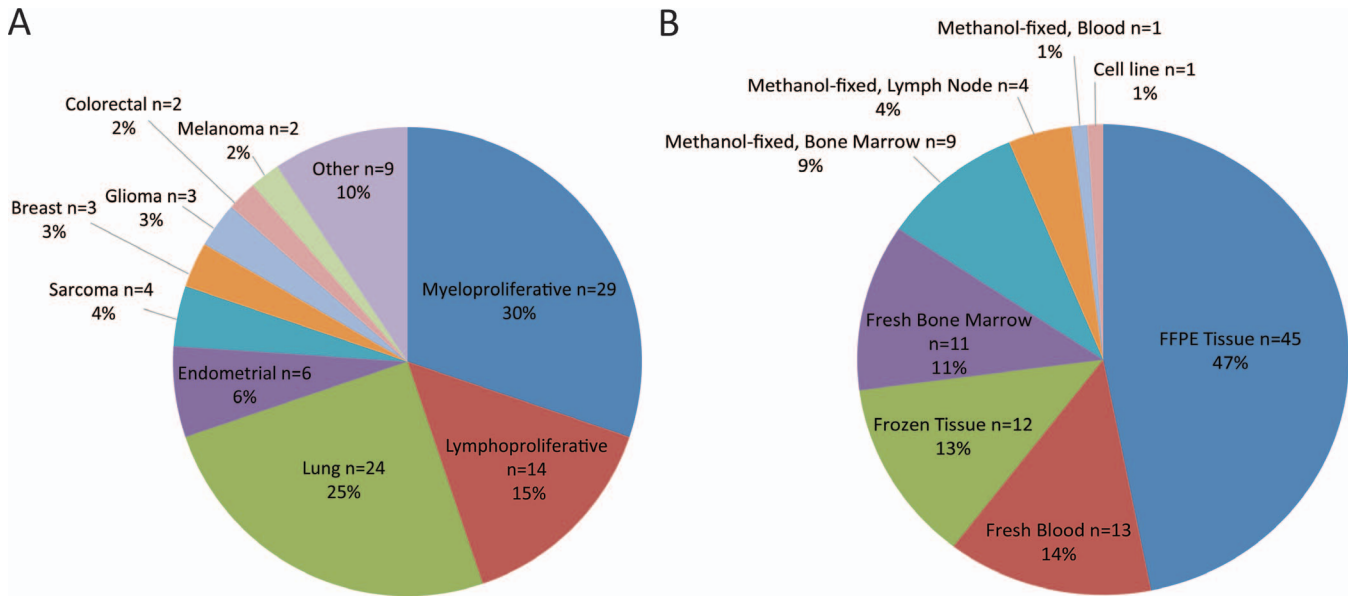 A
Colorectal n=2
2%
Melanoma n=2
2%
Other n=9
10%
Glioma n=3
3%
Breast n=3
3%
Sarcoma n=4
4%
Endometrial n=6
6%
Lung n=24
25%
Lymphoproliferative
n=14
15%
Myeloproliferative n=29
30%
B
Methanol-fixed, Blood n=1
1%
Cell line n=1
1%
Methanol-fixed, Lymph Node n=4
4%
Methanol-fixed, Bone Marrow n=9
9%
Fresh Bone Marrow
n=11
11%
Frozen Tissue n=12
13%
Fresh Blood n=13
14%
FFPE Tissue n=45
47%